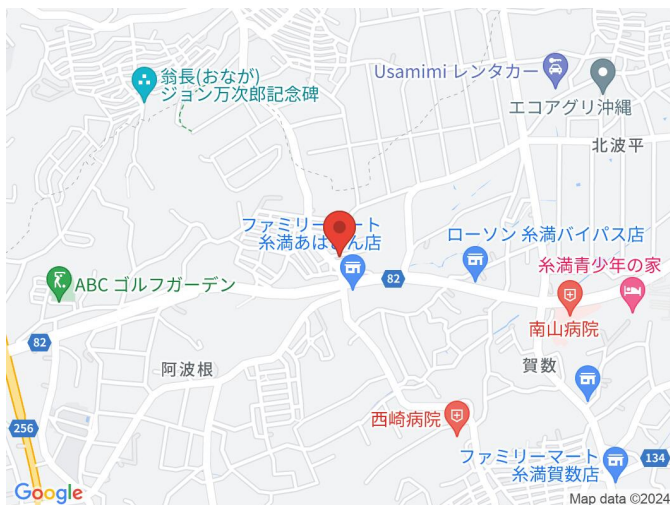 翁長(おなが)
ジョン万次郎記念碑
Usamimi レンタカー
エコアグリ沖縄
北波平
ファミリーマート
ローソン 糸満バイパス店
糸満青少年の家
82
ABC ゴルフガーデン
南山病院
82
阿波根
賀数
西崎病院
256
ファミリーマート
糸満賀数店
134
Google
Map data ©2024